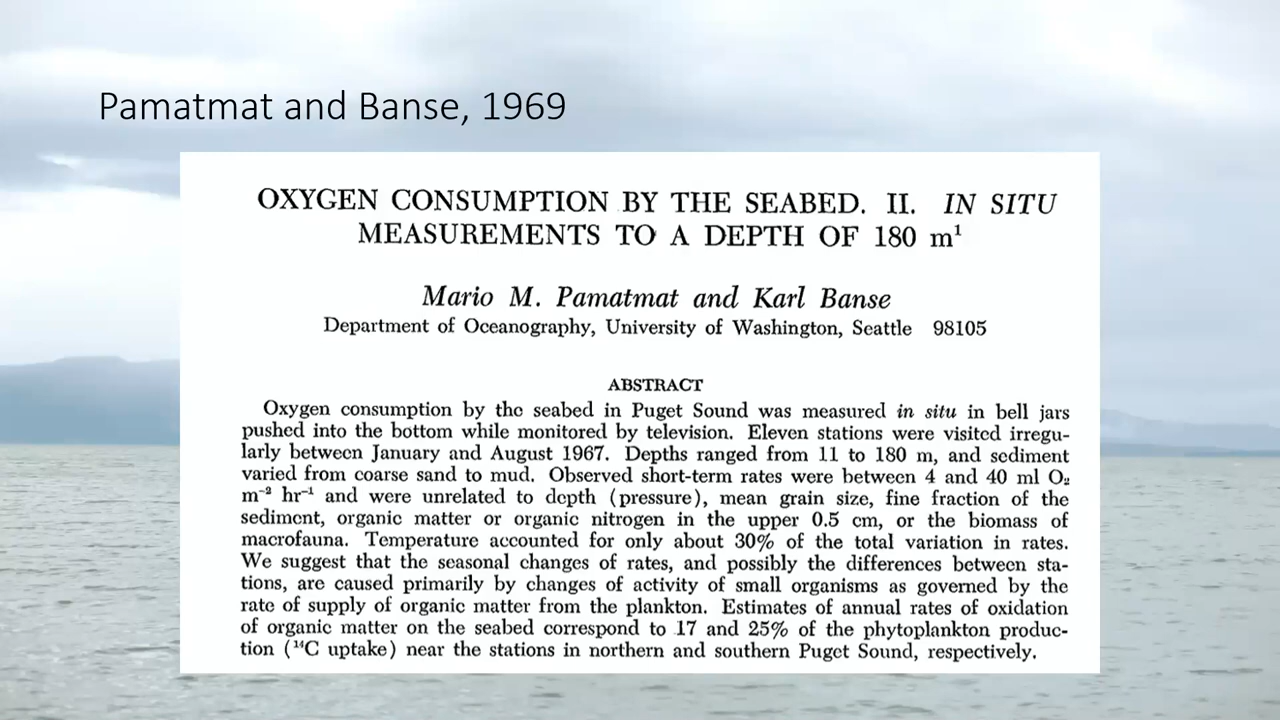 Pamatmat and Banse, 1969
OXYGEN CONSUMPTION BY THE SEABED. II. IN SITU
MEASUREMENTS TO A DEPTH OF 180 m¹
Mario M. Pamatmat and Karl Banse
Department of Oceanography, University of Washington, Seattle 98105
ABSTRACT
Oxygen consumption by the seabed in Puget Sound was measured in situ in bell jars
pushed into the bottom while monitored by television. Eleven stations were visited irregu-
larly between January and August 1967. Depths ranged from 11 to 180 m, and sediment
varied from coarse sand to mud. Observed short-term rates were between 4 and 40 ml O₂
m⁻² hr⁻¹ and were unrelated to depth (pressure), mean grain size, fine fraction of the
sediment, organic matter or organic nitrogen in the upper 0.5 cm, or the biomass of
macrofauna. Temperature accounted for only about 30% of the total variation in rates.
We suggest that the seasonal changes of rates, and possibly the differences between sta-
tions, are caused primarily by changes of activity of small organisms as governed by the
rate of supply of organic matter from the plankton. Estimates of annual rates of oxidation
of organic matter on the seabed correspond to 17 and 25% of the phytoplankton produc-
tion (¹⁴C uptake) near the stations in northern and southern Puget Sound, respectively.